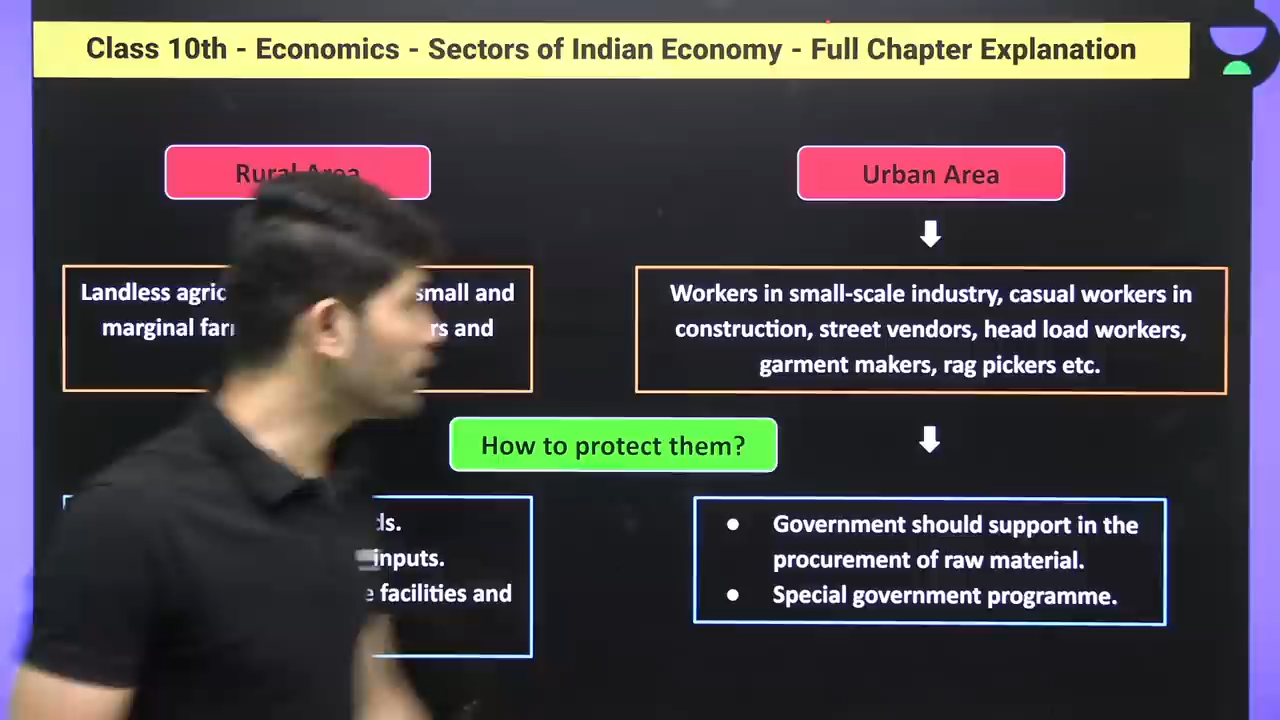 Class 10th - Economics - Sectors of Indian Economy - Full Chapter Explanation
Rural Area
Urban Area
Landless agric small and
marginal farm rs and
Workers in small-scale industry, casual workers in
construction, street vendors, head load workers,
garment makers, rag pickers etc.
How to protect them?
inputs.
facilities and
Government should support in the
procurement of raw material.
Special government programme.